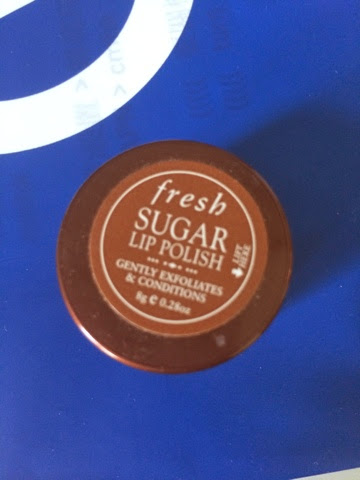 fresh
SUGAR
LIP POLISH
GENTLY EXFOLIATES
& CONDITIONS
8g e 0.28oz
LIFT
HERE